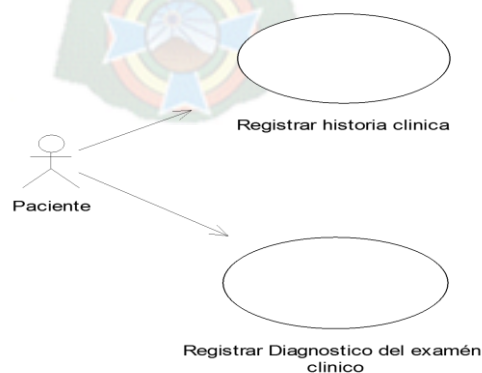 Registrar historia clinica
Paciente
Registrar Diagnostico del examén
clinico